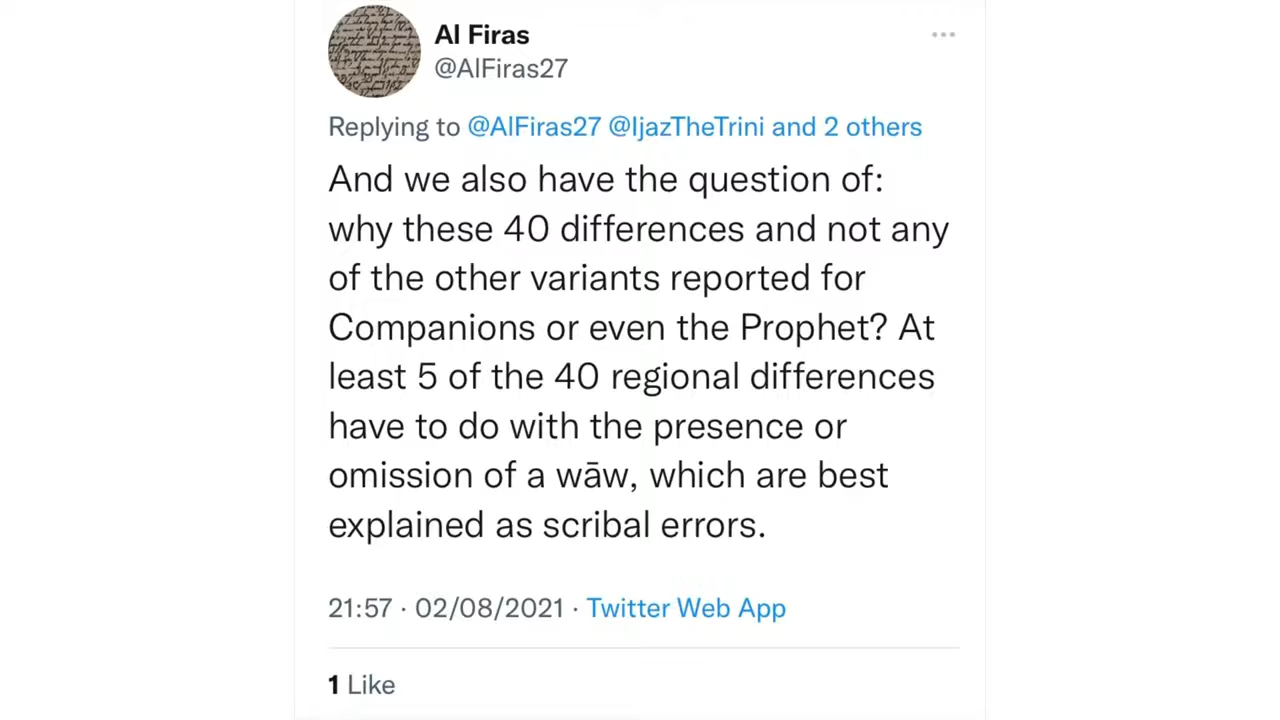 Al Firas
@AlFiras27
Replying to @AlFiras27 @IjazTheTrini and 2 others
And we also have the question of:
why these 40 differences and not any
of the other variants reported for
Companions or even the Prophet? At
least 5 of the 40 regional differences
have to do with the presence or
omission of a wāw, which are best
explained as scribal errors.
21:57 · 02/08/2021 · Twitter Web App
1 Like